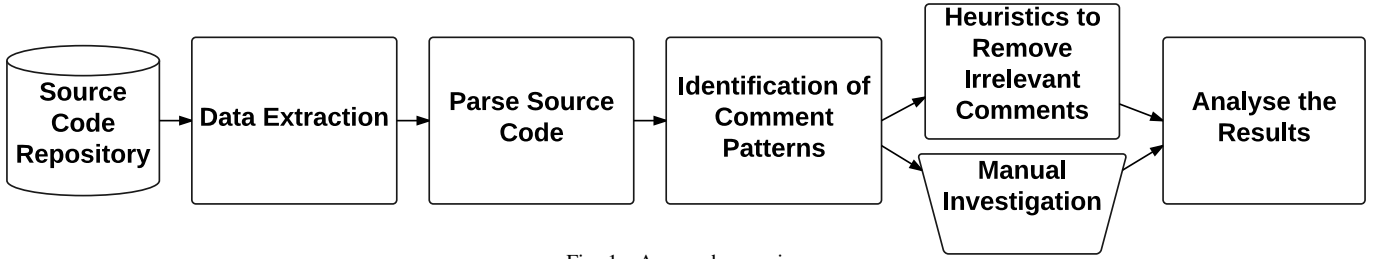 Source
Code
Repository
Data Extraction
Parse Source
Code
Identification of
Comment
Patterns
Heuristics to
Remove
Irrelevant
Comments
Manual
Investigation
Analyse the
Results